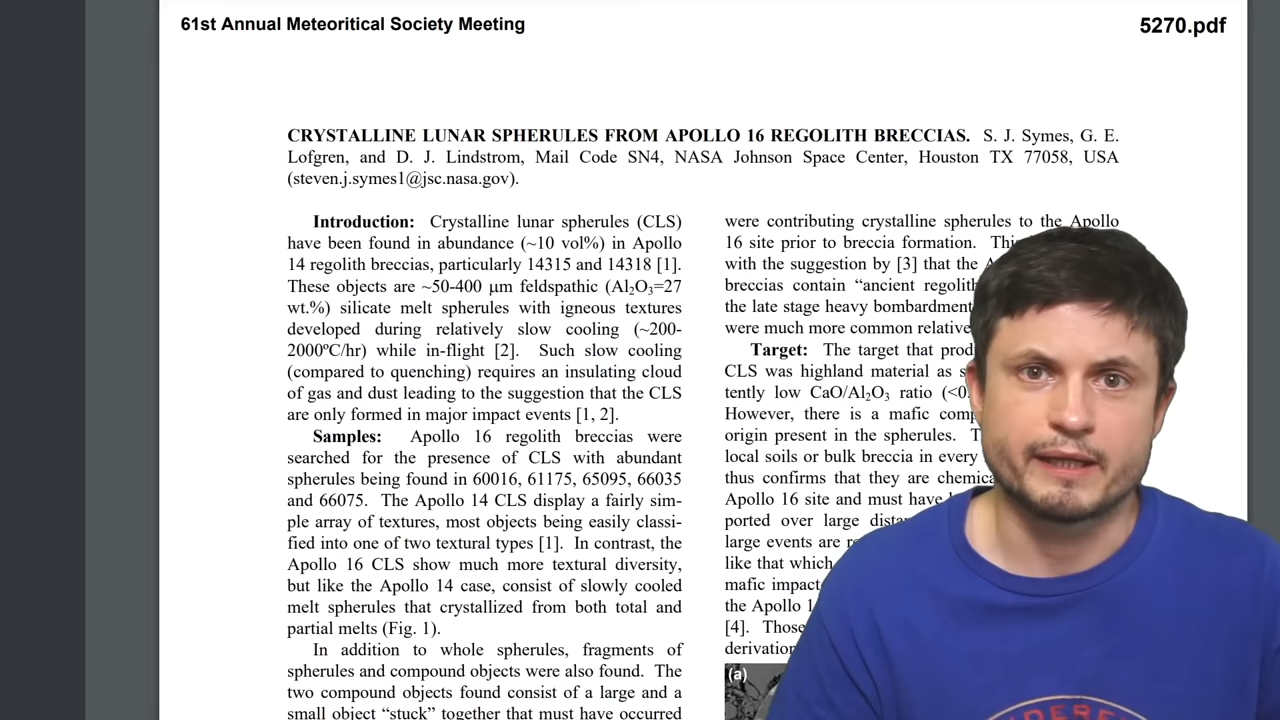 61st Annual Meteoritical Society Meeting
5270.pdf
CRYSTALLINE LUNAR SPHERULES FROM APOLLO 16 REGOLITH BRECCIAS. S. J. Symes, G. E.
Lofgren, and D. J. Lindstrom, Mail Code SN4, NASA Johnson Space Center, Houston TX 77058, USA
(steven.j.symes1@jsc.nasa.gov).
Introduction: Crystalline lunar spherules (CLS)
have been found in abundance (~10 vol%) in Apollo
14 regolith breccias, particularly 14315 and 14318 [1].
These objects are ~50-400 μm feldspathic (Al₂O₃=27
wt.%) silicate melt spherules with igneous textures
developed during relatively slow cooling (~200-
2000ºC/hr) while in-flight [2]. Such slow cooling
(compared to quenching) requires an insulating cloud
of gas and dust leading to the suggestion that the CLS
are only formed in major impact events [1, 2].
Samples: Apollo 16 regolith breccias were
searched for the presence of CLS with abundant
spherules being found in 60016, 61175, 65095, 66035
and 66075. The Apollo 14 CLS display a fairly sim-
ple array of textures, most objects being easily classi-
fied into one of two textural types [1]. In contrast, the
Apollo 16 CLS show much more textural diversity,
but like the Apollo 14 case, consist of slowly cooled
melt spherules that crystallized from both total and
partial melts (Fig. 1).
In addition to whole spherules, fragments of
spherules and compound objects were also found. The
two compound objects found consist of a large and a
small object “stuck” together that must have occurred
were contributing crystalline spherules to the Apollo
16 site prior to breccia formation. This
with the suggestion by [3] that the
breccias contain “ancient regolith
the late stage heavy bombardment
were much more common relative
Target: The target that
CLS was highland material as
tently low CaO/Al₂O₃ ratio
However, there is a mafic
origin present in the spherules.
local soils or bulk breccia in every
thus confirms that they are
Apollo 16 site and must have
ported over large
large events are
like that which
mafic
the Apollo
[4]. Those
(a)